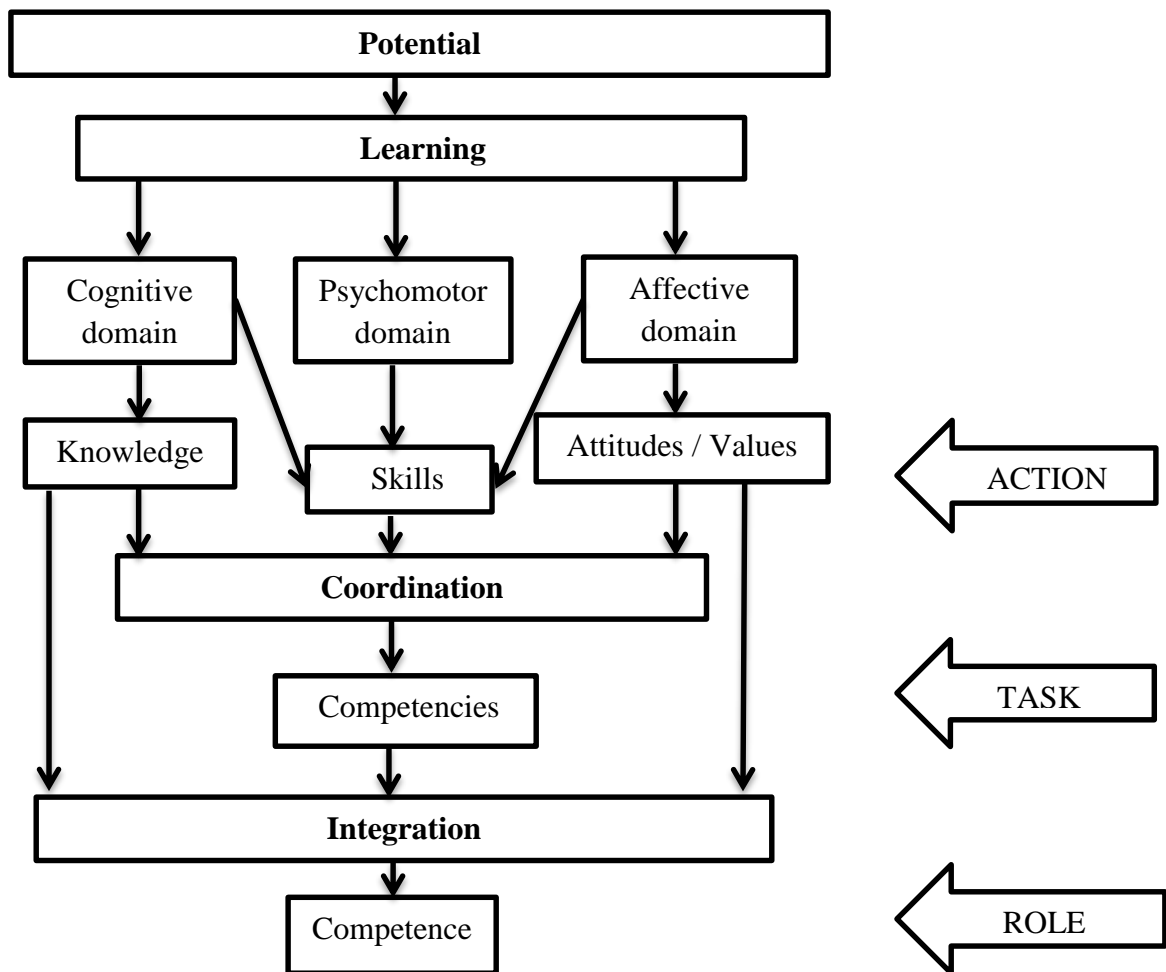 Potential
Learning
Cognitive
domain
Psychomotor
domain
Affective
domain
Knowledge
Skills
Attitudes / Values
ACTION
Coordination
Competencies
TASK
Integration
Competence
ROLE